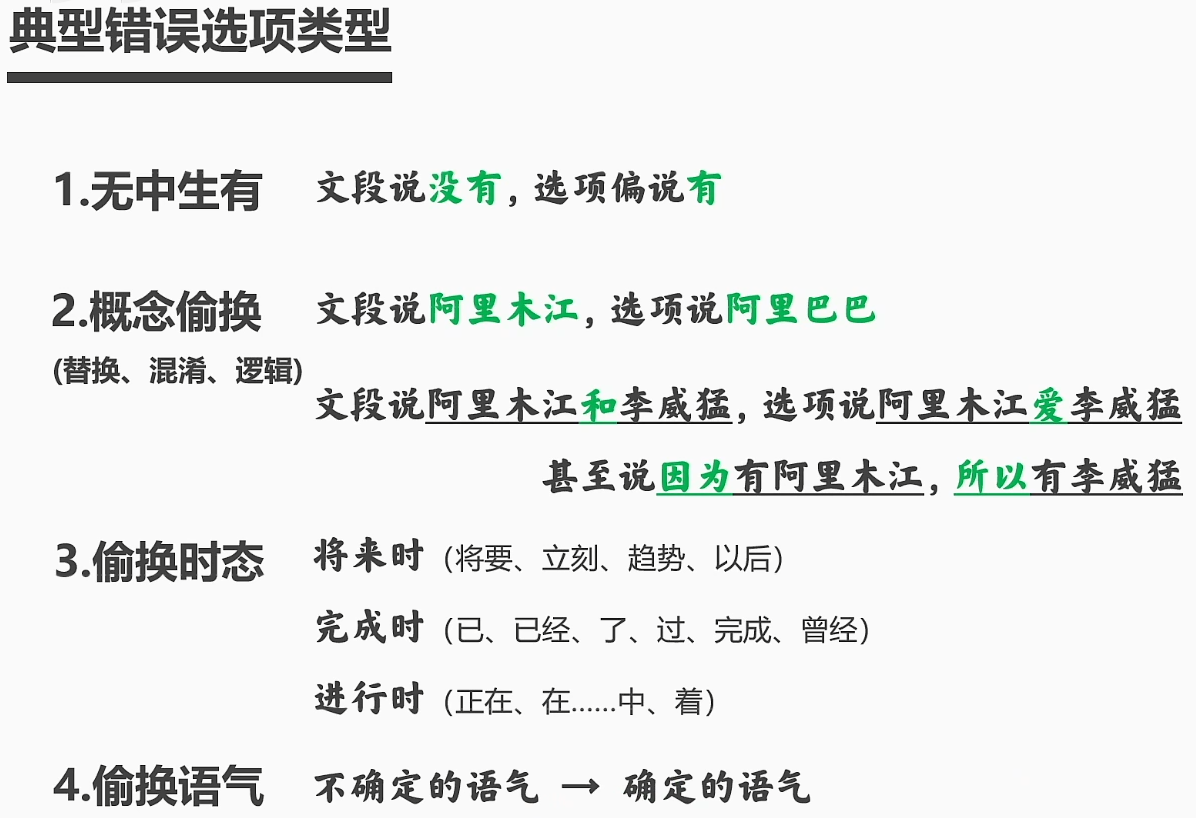 典型错误选项类型
1.无中生有 文段说没有，选项偏说有
2.概念偷换 文段说阿里木江，选项说阿里巴巴
(替换、混淆、逻辑)
文段说阿里木江和李威猛，选项说阿里木江爱李威猛
甚至说因为有阿里木江，所以有李威猛
3.偷换时态 将来时（将要、立刻、趋势、以后）
完成时（已、已经、了、过、完成、曾经）
进行时（正在、在……中、着）
4.偷换语气 不确定的语气 → 确定的语气